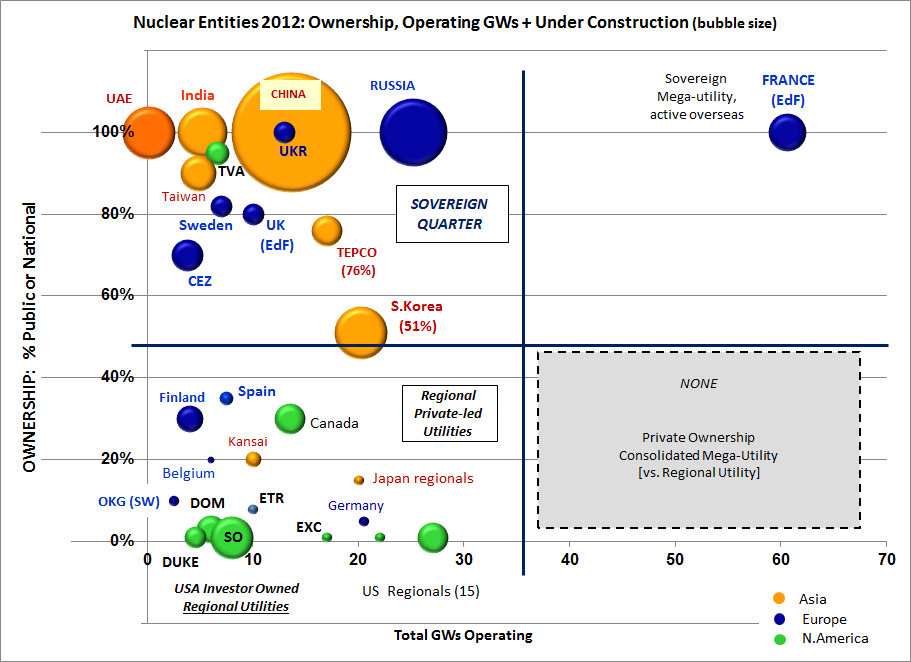 Nuclear Entities 2012: Ownership, Operating GWs + Under Construction (bubble size)
OWNERSHIP: % Public or National
100%
80%
60%
40%
20%
0%
UAE
India
CHINA
RUSSIA
Sovereign
Mega-utility,
active overseas
FRANCE
(EdF)
UKR
TVA
Taiwan
Sweden
UK
(EdF)
SOVEREIGN
QUARTER
TEPCO
(76%)
CEZ
S.Korea
(51%)
Finland
Spain
Canada
Regional
Private-led
Utilities
NONE
Private Ownership
Consolidated Mega-Utility
[vs. Regional Utility]
Kansai
Belgium
Japan regionals
OKG (SW)
DOM
ETR
Germany
EXC
SO
DUKE
0
10
20
30
40
50
60
70
USA Investor Owned
Regional Utilities
US Regionals (15)
Total GWs Operating
Asia
Europe
N.America